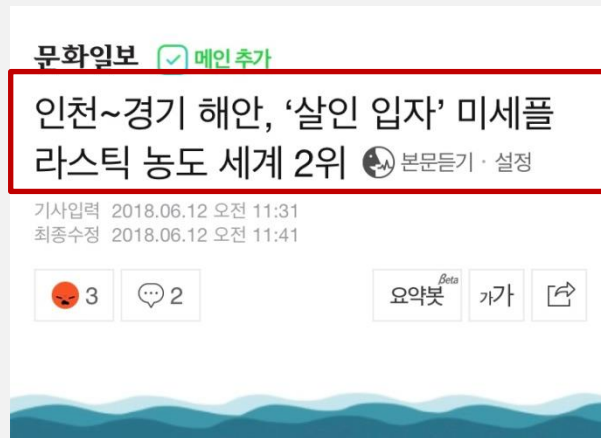 문화일보 메인 추가
인천~경기 해안, ‘살인 입자’ 미세플
라스틱 농도 세계 2위 본문듣기 · 설정
기사입력 2018.06.12 오전 11:31
최종수정 2018.06.12 오전 11:41
3 2 요약봇 Beta 가가